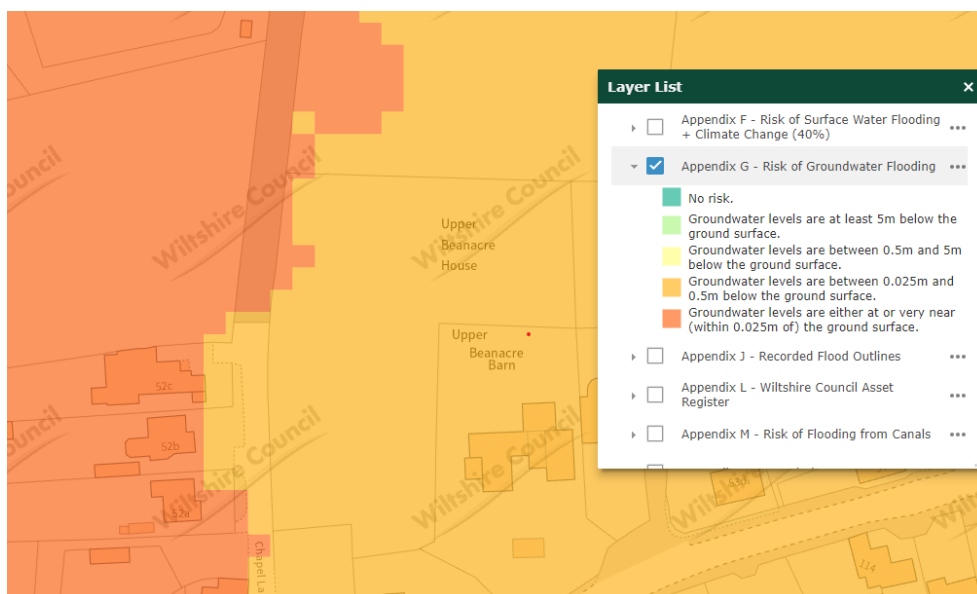 ouncil
Wiltshire Council
Wiltshire Council
Upper
Beanacre
House
Upper
Beanacre
Barn
52c
52b
52a
ouncil
Wiltshire Council
Wiltshire Council
Wiltshire Council
Wil
Chapel La
53d
114
Layer List
×
Appendix F - Risk of Surface Water Flooding
+ Climate Change (40%)
Appendix G - Risk of Groundwater Flooding
No risk.
Groundwater levels are at least 5m below the
ground surface.
Groundwater levels are between 0.5m and 5m
below the ground surface.
Groundwater levels are between 0.025m and
0.5m below the ground surface.
Groundwater levels are either at or very near
(within 0.025m of) the ground surface.
Appendix J - Recorded Flood Outlines
Appendix L - Wiltshire Council Asset
Register
Appendix M - Risk of Flooding from Canals